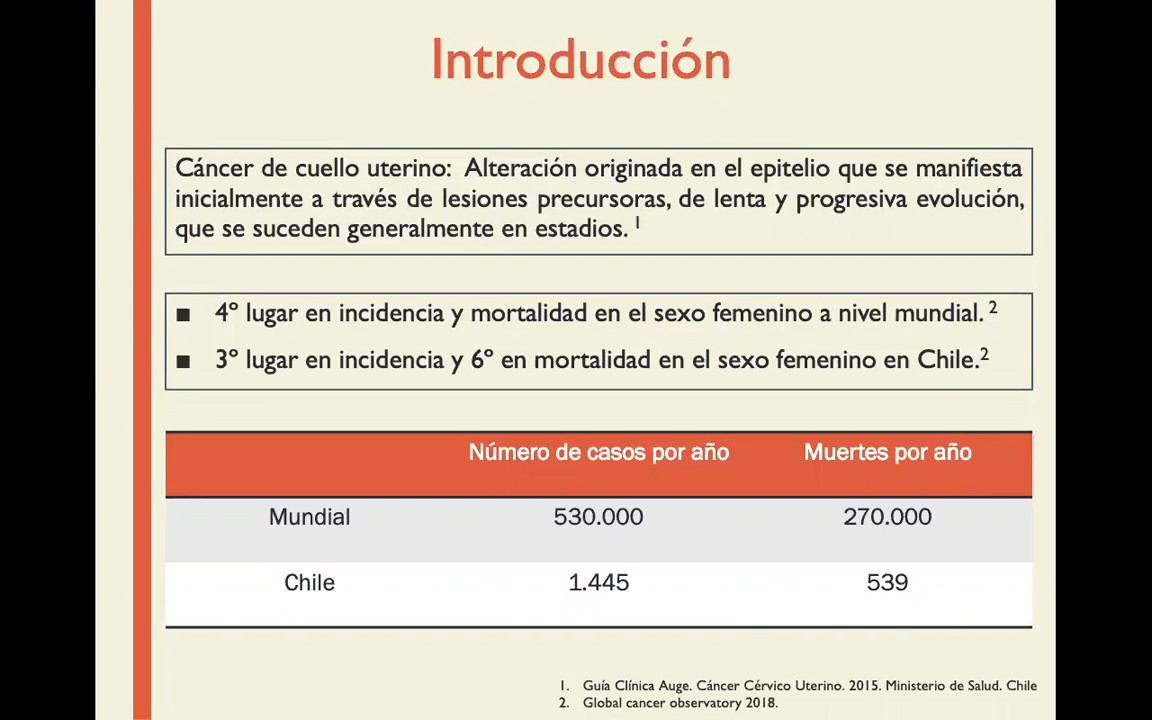 Introducción
Cáncer de cuello uterino: Alteración originada en el epitelio que se manifiesta
inicialmente a través de lesiones precursoras, de lenta y progresiva evolución,
que se suceden generalmente en estadios. 1
■ 4º lugar en incidencia y mortalidad en el sexo femenino a nivel mundial. 2
■ 3º lugar en incidencia y 6º en mortalidad en el sexo femenino en Chile.2
Número de casos por año Muertes por año
Mundial 530.000 270.000
Chile 1.445 539
1. Guía Clínica Auge. Cáncer Cérvico Uterino. 2015. Ministerio de Salud. Chile
2. Global cancer observatory 2018.